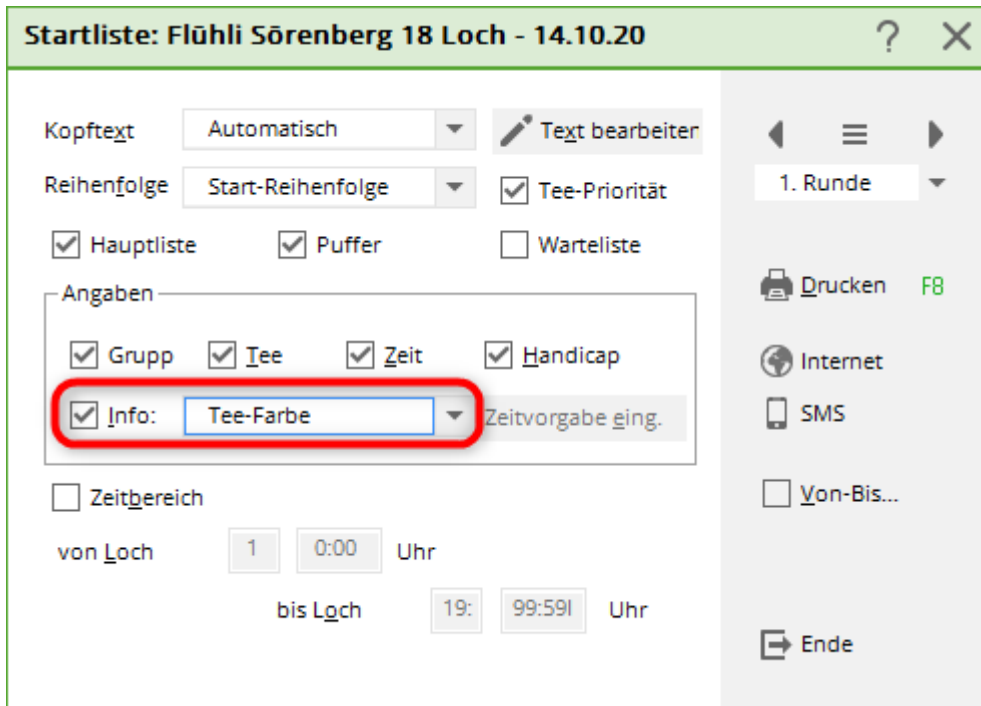 Startliste: Flühli Sörenberg 18 Loch - 14.10.20 ?
Kopftext Automatisch Text bearbeiten
Reihenfolge Start-Reihenfolge Tee-Priorität
Hauptliste Puffer Warteliste
Angaben
Grupp Tee Zeit Handicap
Info: Tee-Farbe Zeitvorgabe eing.
Zeitbereich
von Loch 1 0:00 Uhr
bis Loch 19: 99:59 Uhr
1. Runde
Drucken F8
Internet
SMS
Von-Bis...
Ende